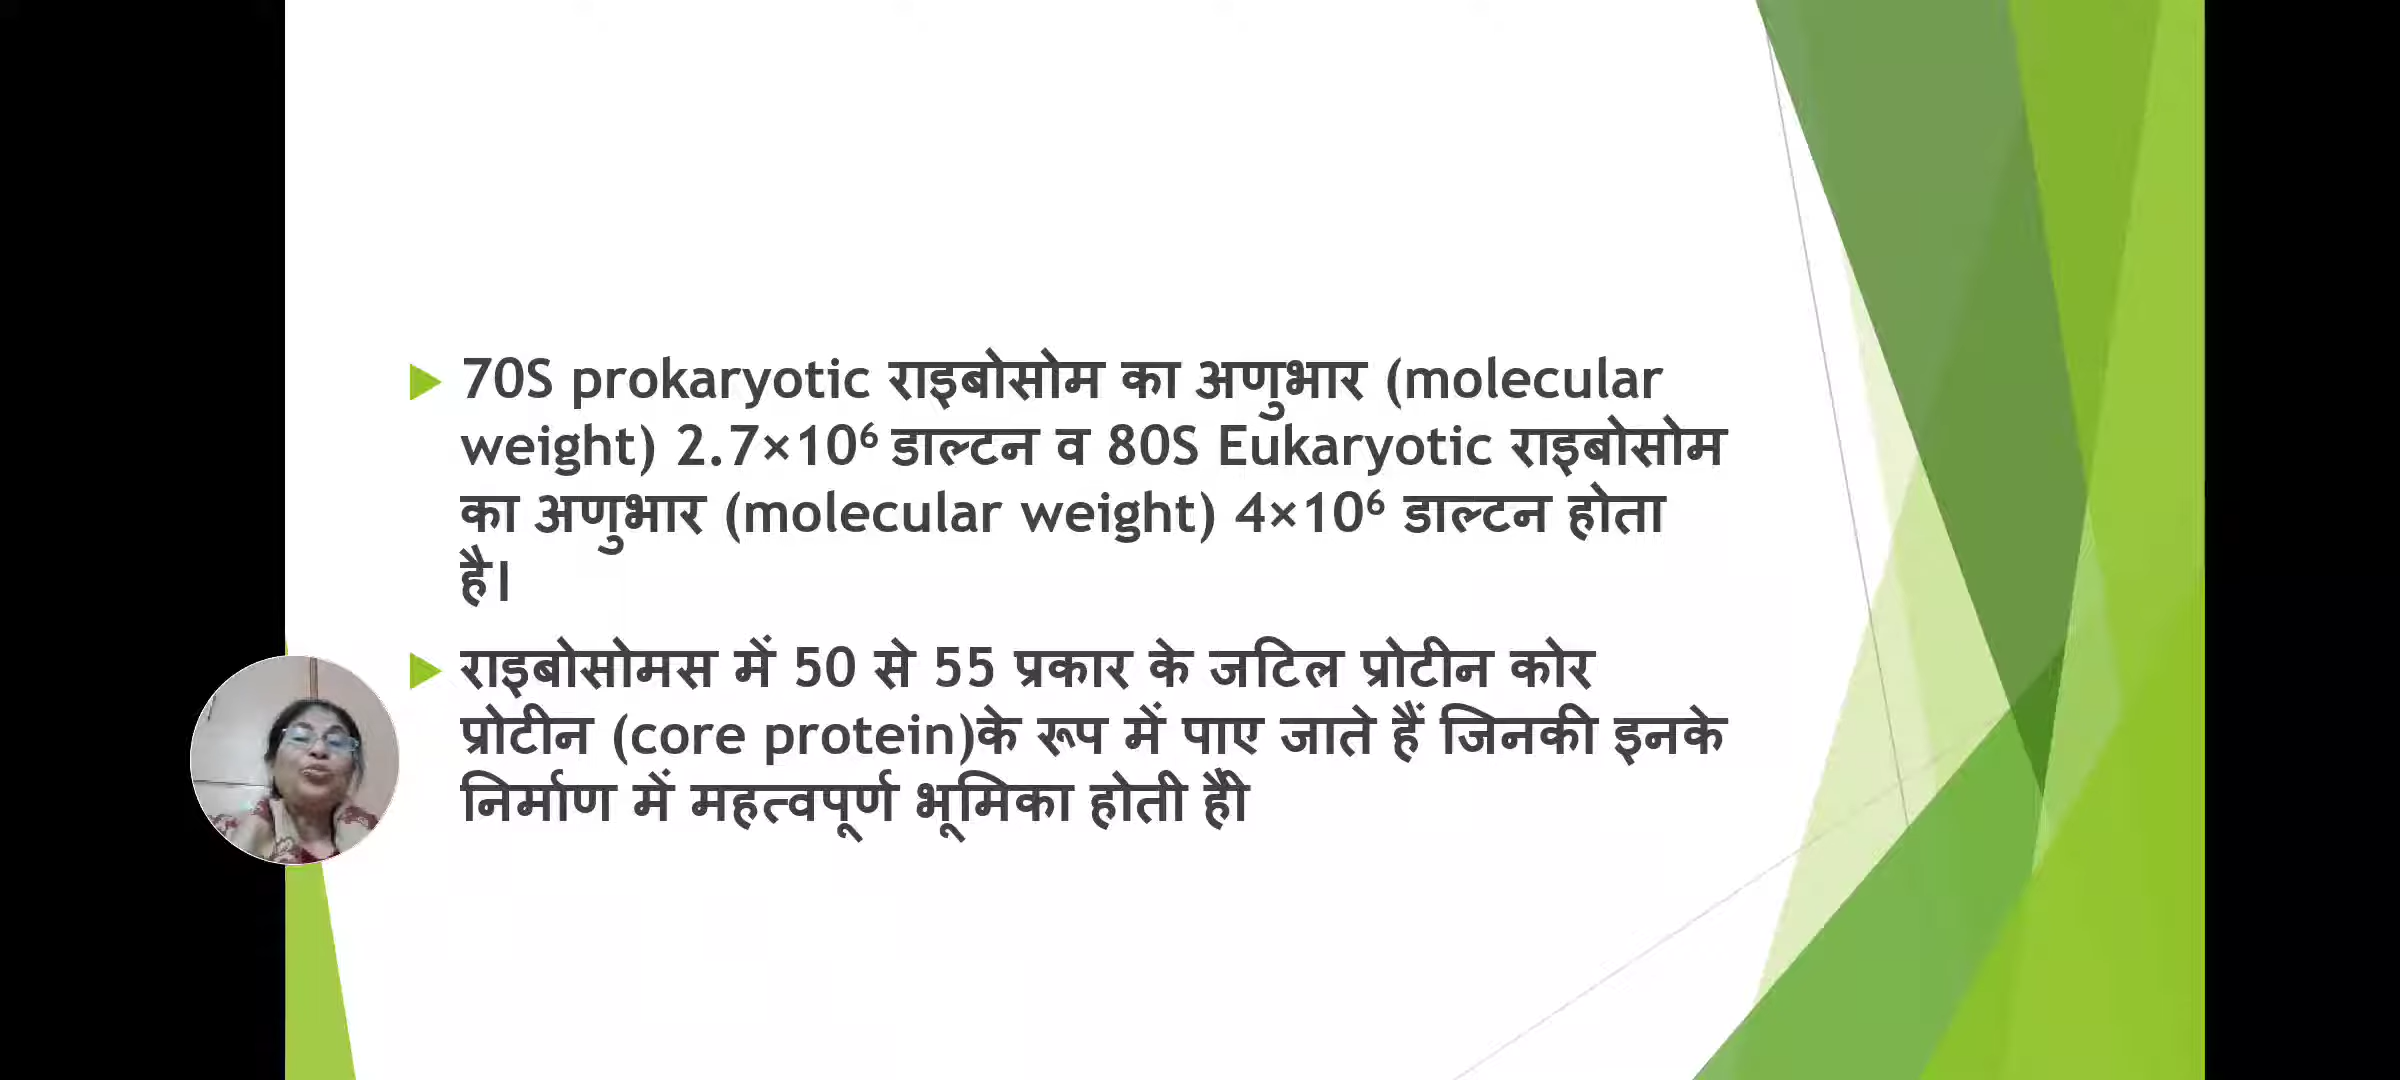 70S prokaryotic राइबोसोम का अणुभार (molecular
weight) 2.7×10⁶ डाल्टन व 80S Eukaryotic राइबोसोम
का अणुभार (molecular weight) 4×10⁶ डाल्टन होता
है।
राइबोसोमस में 50 से 55 प्रकार के जटिल प्रोटीन कोर
प्रोटीन (core protein)के रूप में पाए जाते हैं जिनकी इनके
निर्माण में महत्वपूर्ण भूमिका होती हैी